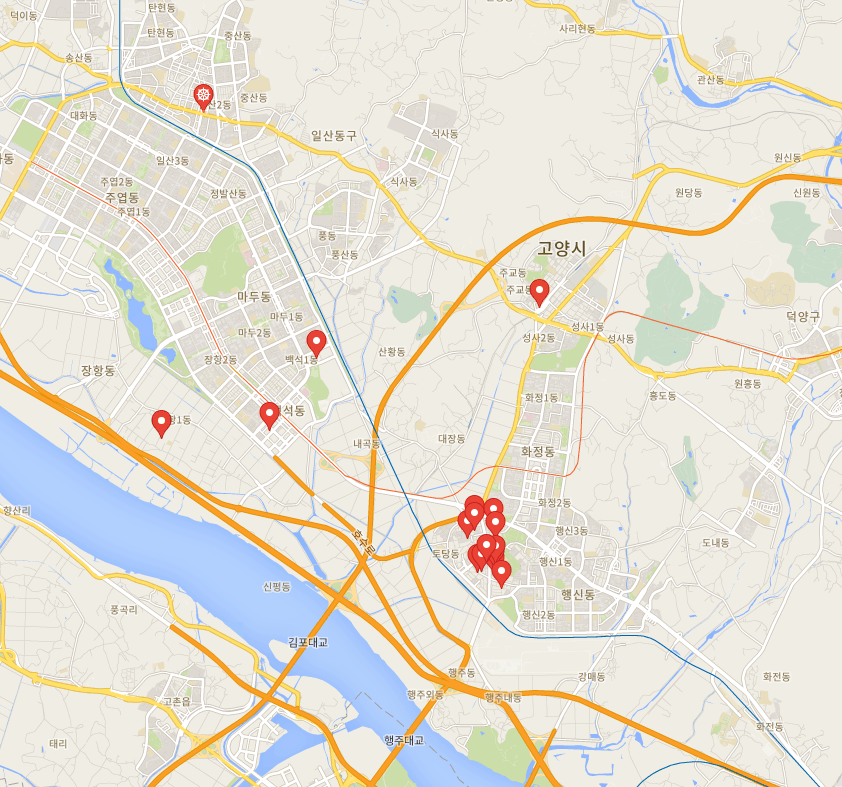 덕이동
탄현동
탄현동
중산동
사리현동
송산동
관산동
산2동
중산동
대화동
일산동구
식사동
일산3동
원신동
주엽2동
주엽동
주엽1동
정발산동
식사동
원당동
신원동
풍동
풍산동
고양시
주교동
주교동
마두동
마두1동
마두2동
성사1동
성사2동
성사동
덕양구
장항동
장항2동
백석1동
산황동
원흥동
흥도동
화정1동
항1동
석동
내곡동
대장동
화정동
향산리
화정2동
행신3동
도내동
호수로
토당동
행신1동
신평동
행신동
풍곡리
행신2동
김포대교
행주동
강매동
화전동
행주외동
행주내동
고촌읍
화전동
태리
행주대교